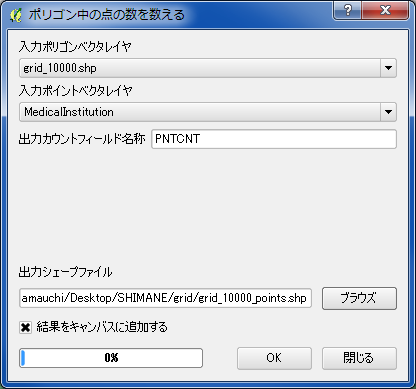 ポリゴン中の点の数を数える
入力ポリゴンベクタレイヤ
grid_10000.shp
入力ポイントベクタレイヤ
MedicalInstitution
出力カウントフィールド名称 PNTCNT
出力シェープファイル
amauchi/Desktop/SHIMANE/grid/grid_10000_points.shp ブラウズ
結果をキャンバスに追加する
0% OK 閉じる